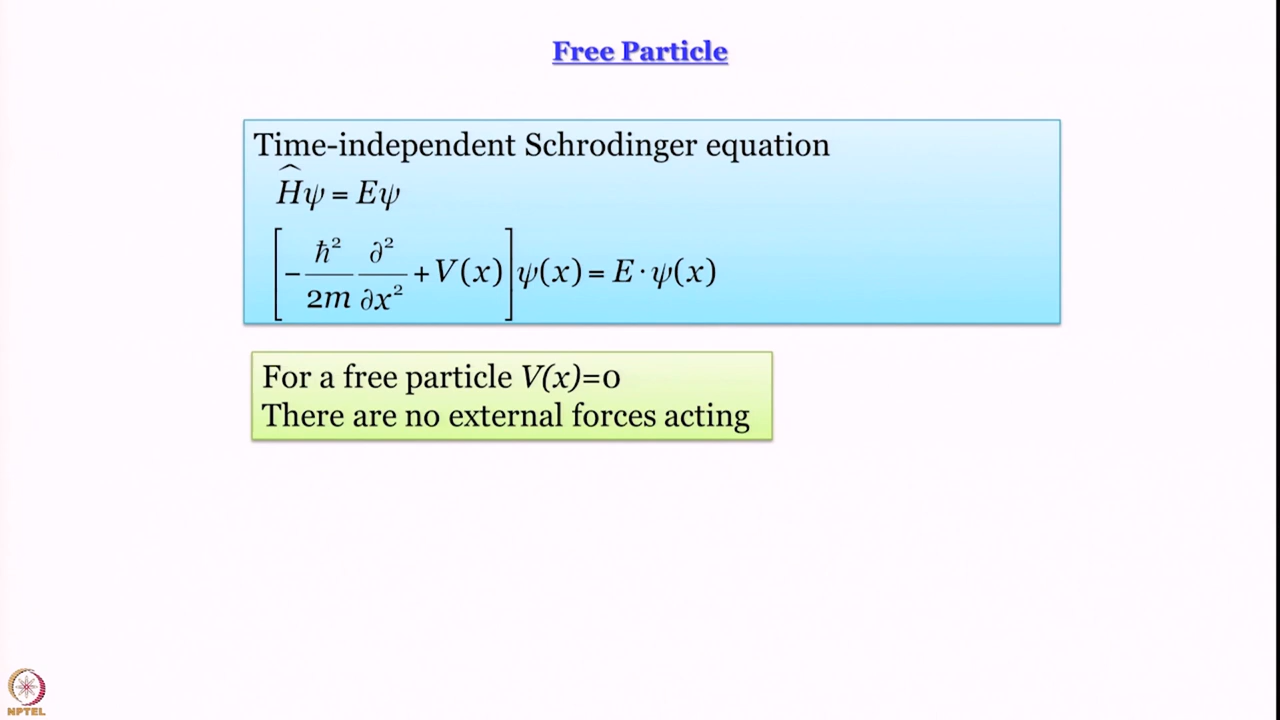 Free Particle
Time-independent Schrodinger equation
Ĥψ = Eψ
[-ħ²/2m ∂²/∂x² + V(x)]ψ(x) = E·ψ(x)
For a free particle V(x)=0
There are no external forces acting
NPTEL